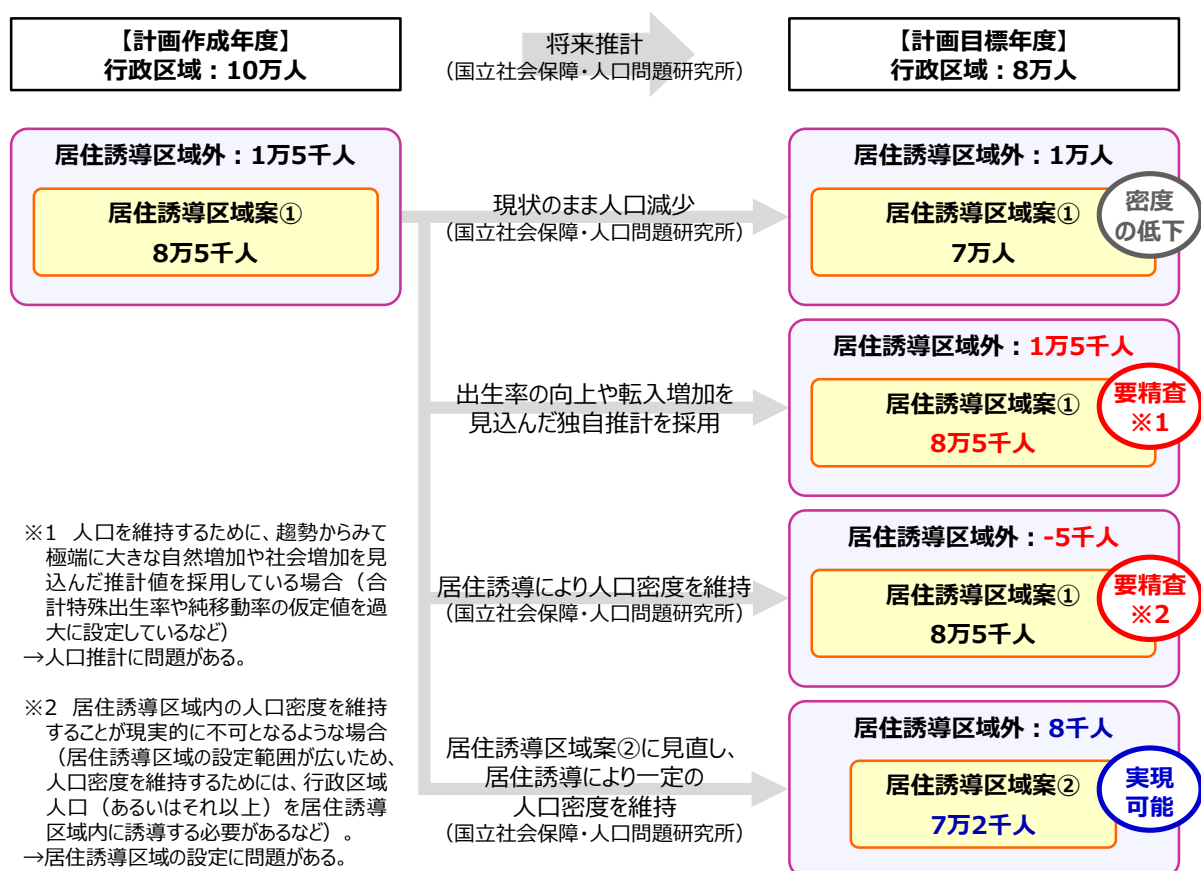 【計画作成年度】
行政区域：10万人
将来推計
（国立社会保障・人口問題研究所）
【計画目標年度】
行政区域：8万人
居住誘導区域外：1万5千人
居住誘導区域案①
8万5千人
現状のまま人口減少
（国立社会保障・人口問題研究所）
居住誘導区域外：1万人
居住誘導区域案①
7万人
密度
の低下
出生率の向上や転入増加を
見込んだ独自推計を採用
居住誘導区域外：1万5千人
居住誘導区域案①
8万5千人
要精査
※1
居住誘導により人口密度を維持
（国立社会保障・人口問題研究所）
居住誘導区域外：-5千人
居住誘導区域案①
8万5千人
要精査
※2
居住誘導区域案②に見直し、
居住誘導により一定の
人口密度を維持
（国立社会保障・人口問題研究所）
居住誘導区域外：8千人
居住誘導区域案②
7万2千人
実現
可能
※1　人口を維持するために、趨勢からみて
極端に大きな自然増加や社会増加を見
込んだ推計値を採用している場合（合
計特殊出生率や純移動率の仮定値を過
大に設定しているなど）
→人口推計に問題がある。
※2　居住誘導区域内の人口密度を維持
することが現実的に不可となるような場合
（居住誘導区域の設定範囲が広いため、
人口密度を維持するためには、行政区域
人口（あるいはそれ以上）を居住誘導
区域内に誘導する必要があるなど）。
→居住誘導区域の設定に問題がある。